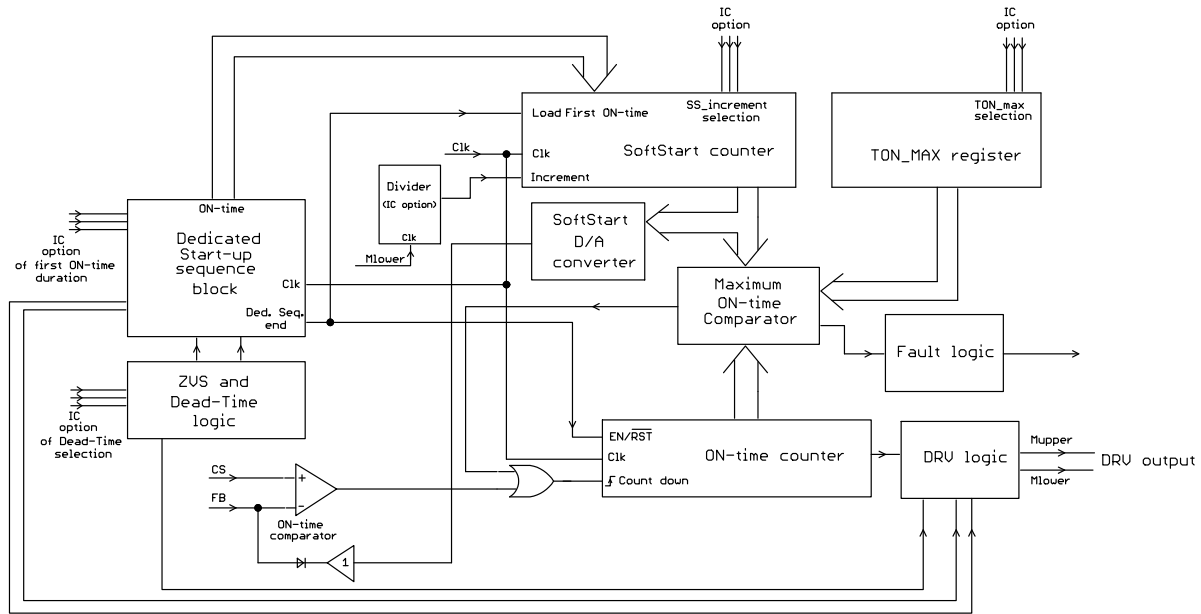 IC
option
IC
option
Load First ON-time
SS_increment
selection
TON_max
selection
Clk
Clk
SoftStart counter
TON_MAX register
Increment
Divider
(IC option)
Clk
Mlower
ON-time
Dedicated
Start-up
sequence
block
Clk
Ded. Seq.
end
IC
option
of first ON-time
duration
SoftStart
D/A
converter
Maximum
ON-time
Comparator
Fault logic
ZVS and
Dead-Time
logic
IC
option
of Dead-Time
selection
EN/RST
Clk
Count down
ON-time counter
DRV logic
Mupper
Mlower
DRV output
CS
FB
+
-
ON-time
comparator
1